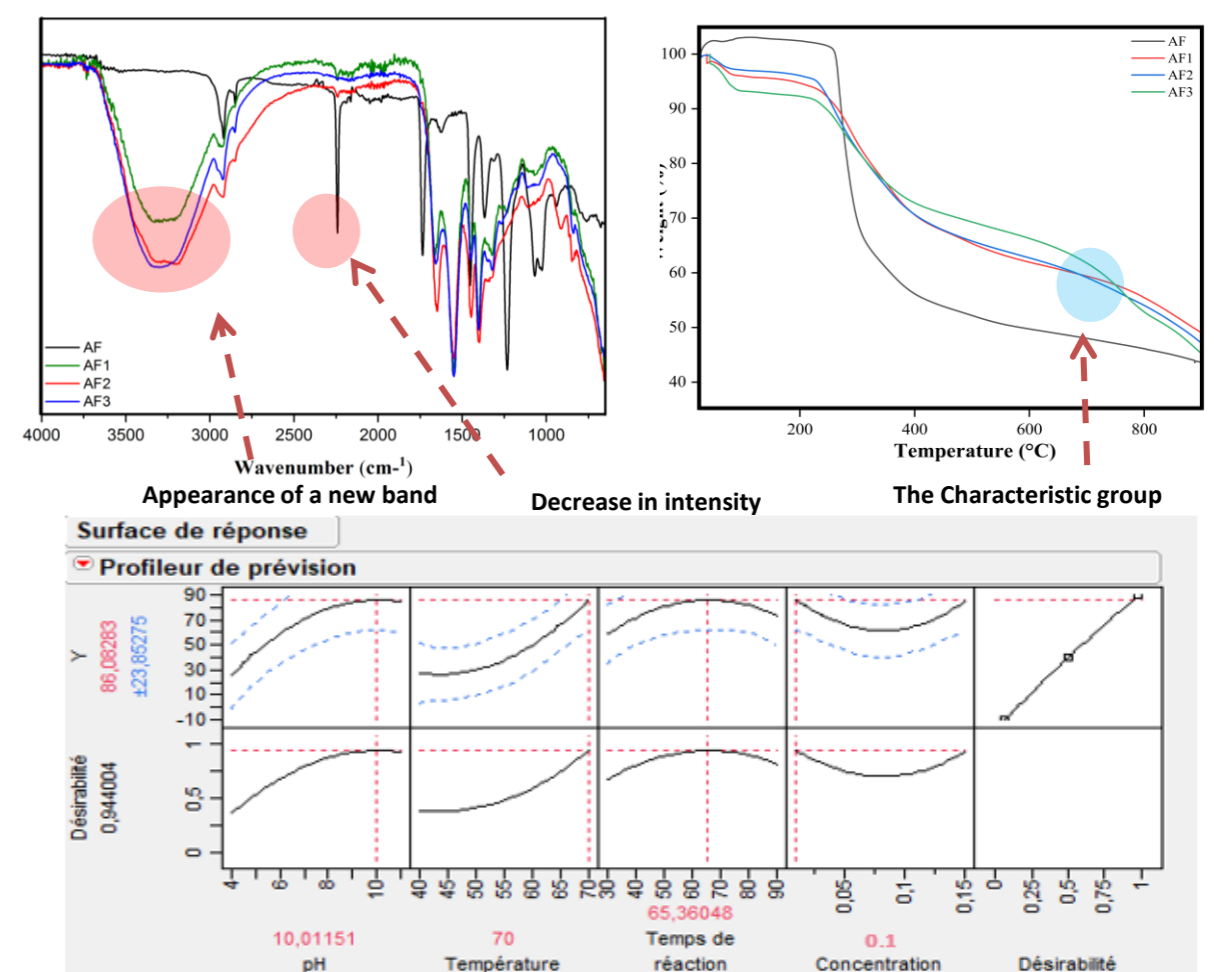 AF
AF1
AF2
AF3
4000 3500 3000 2500 2000 1500 1000
Wavenumber (cm-1)
100
90
80
70
60
50
40
AF
AF1
AF2
AF3
200 400 600 800
Temperature (°C)
Appearance of a new band
Decrease in intensity
The Characteristic group
Surface de réponse
Profileur de prévision
Y
86,08283
±23,85275
90
70
50
30
10
-10
Désirabilité
0,944004
1
0,5
0
4 6 8 10
40 45 50 55 60 65 70
30 40 50 60 70 80 90
0,05 0,1 0,15
0 0,25 0,5 0,75 1
10,01151
pH
70
Température
65,36048
Temps de
réaction
0.1
Concentration
Désirabilité